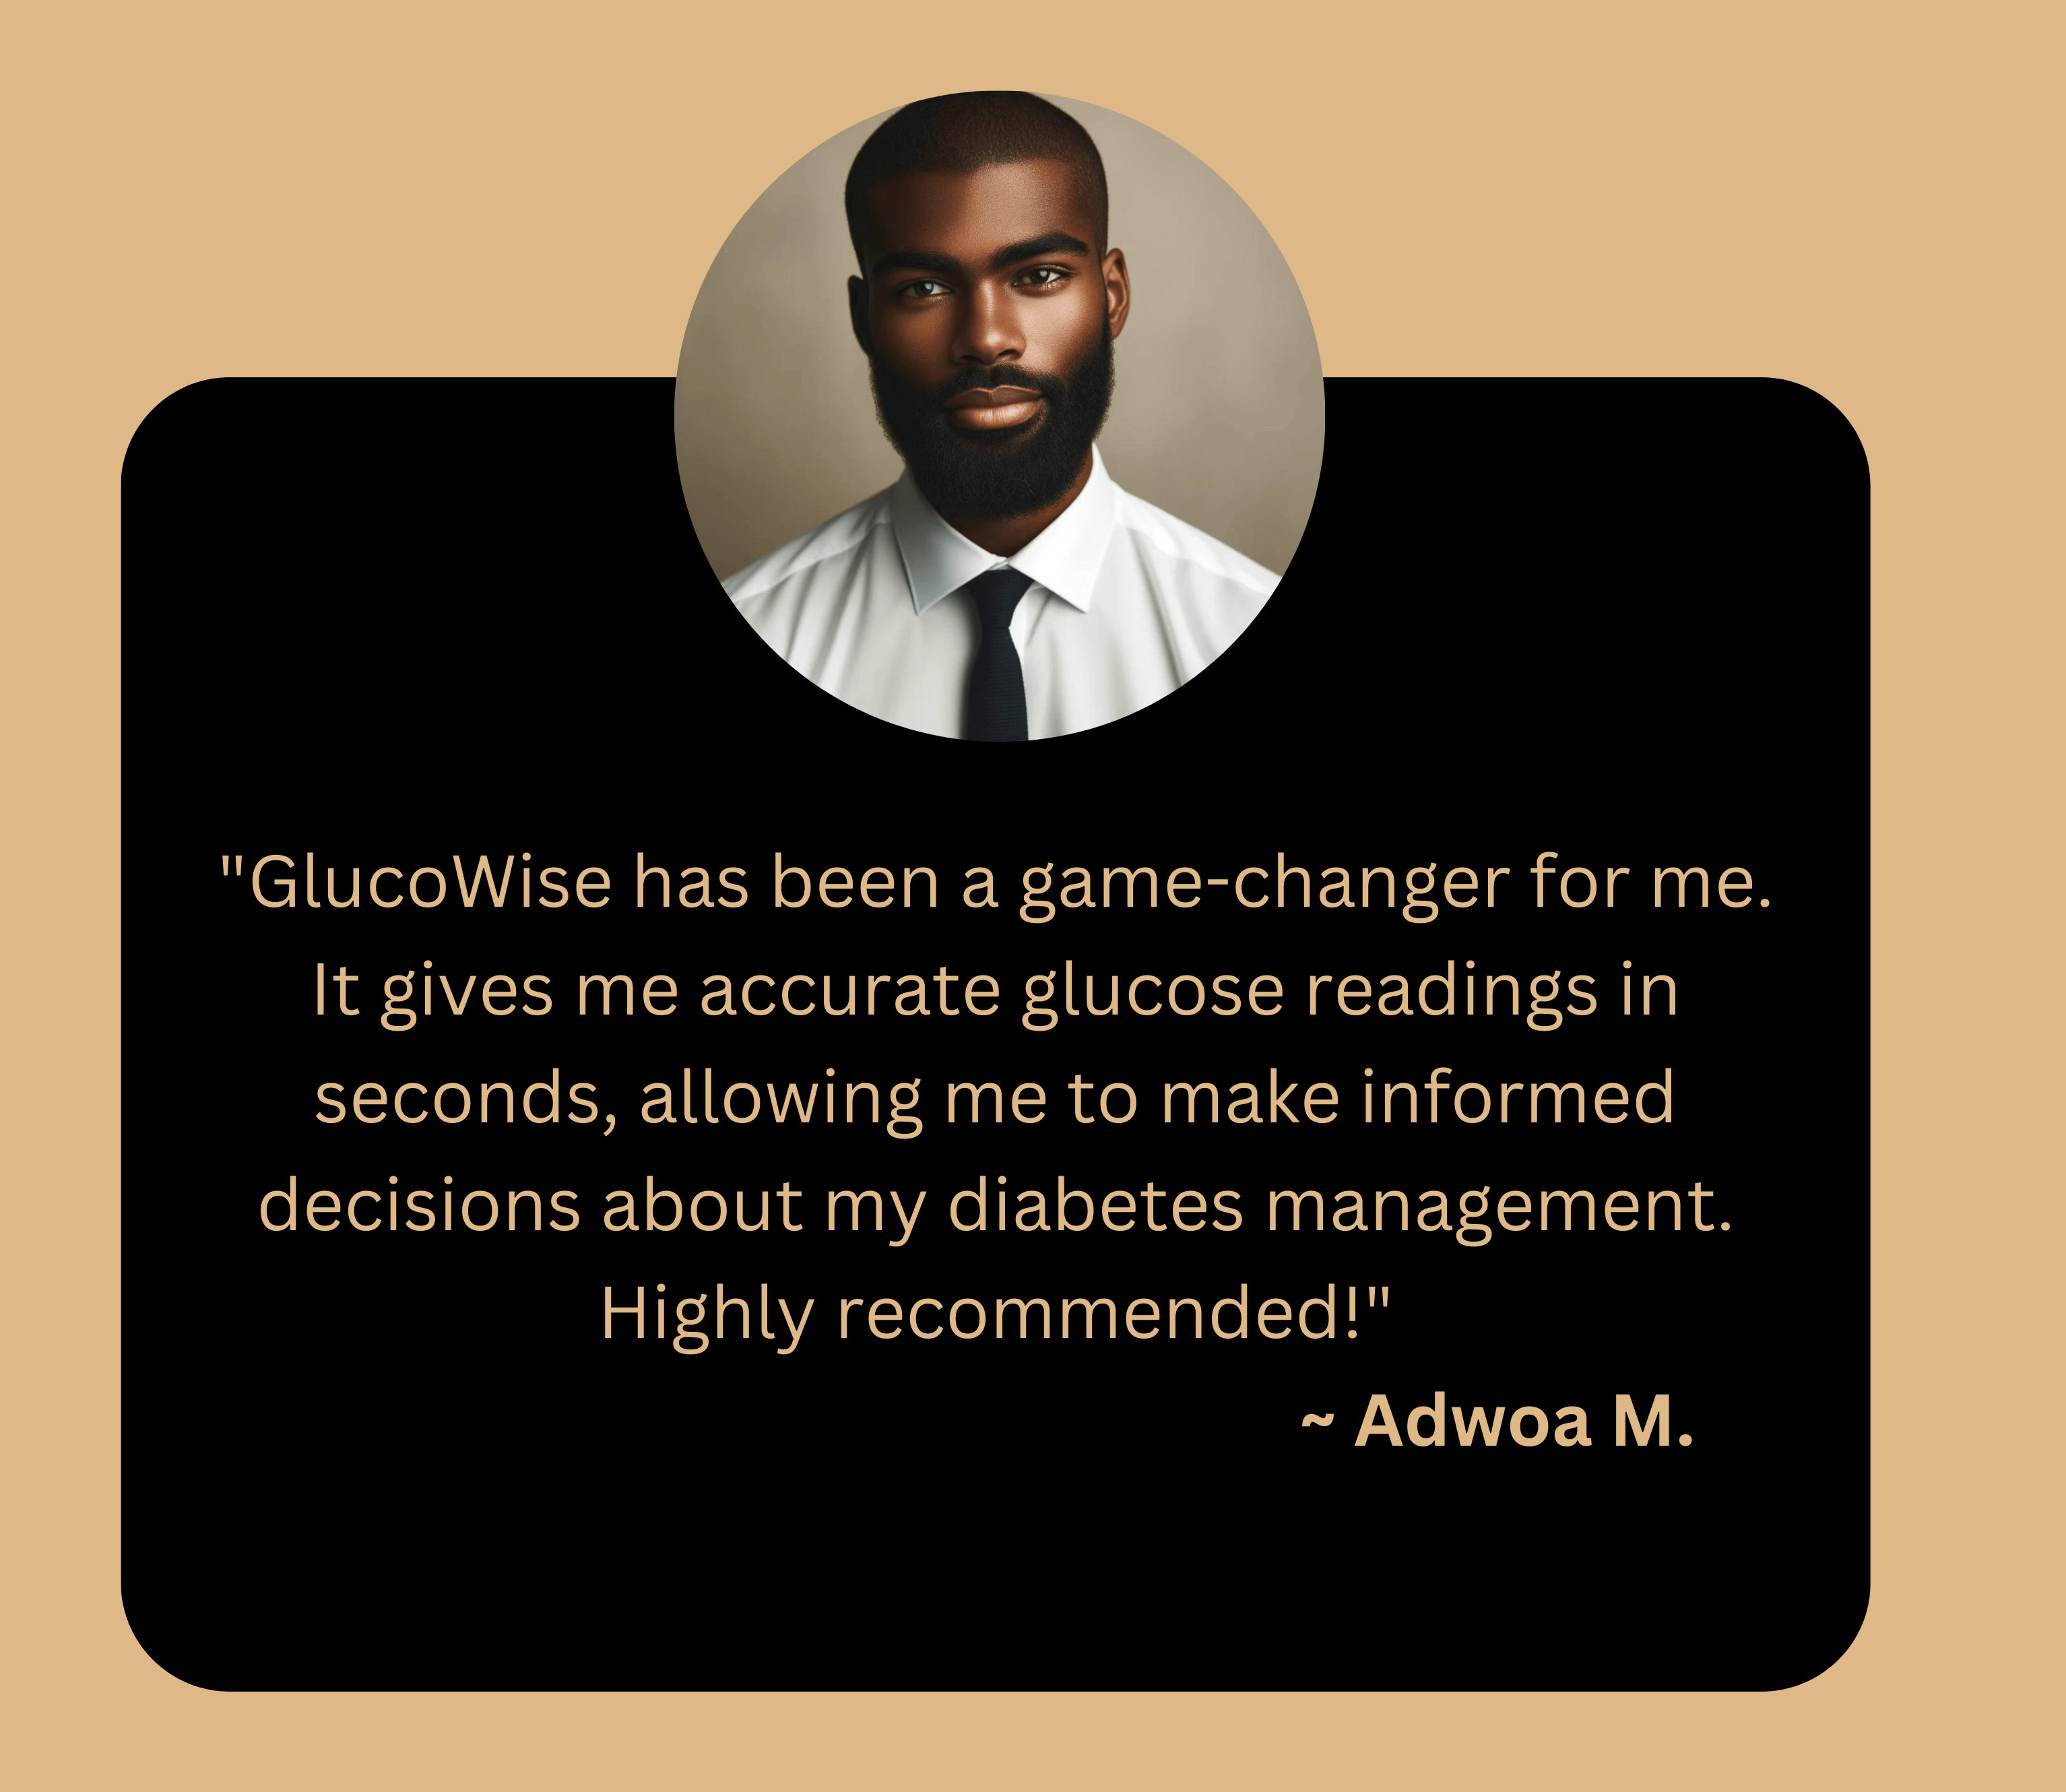 "GlucoWise has been a game-changer for me.
It gives me accurate glucose readings in
seconds, allowing me to make informed
decisions about my diabetes management.
Highly recommended!"
~ Adwoa M.